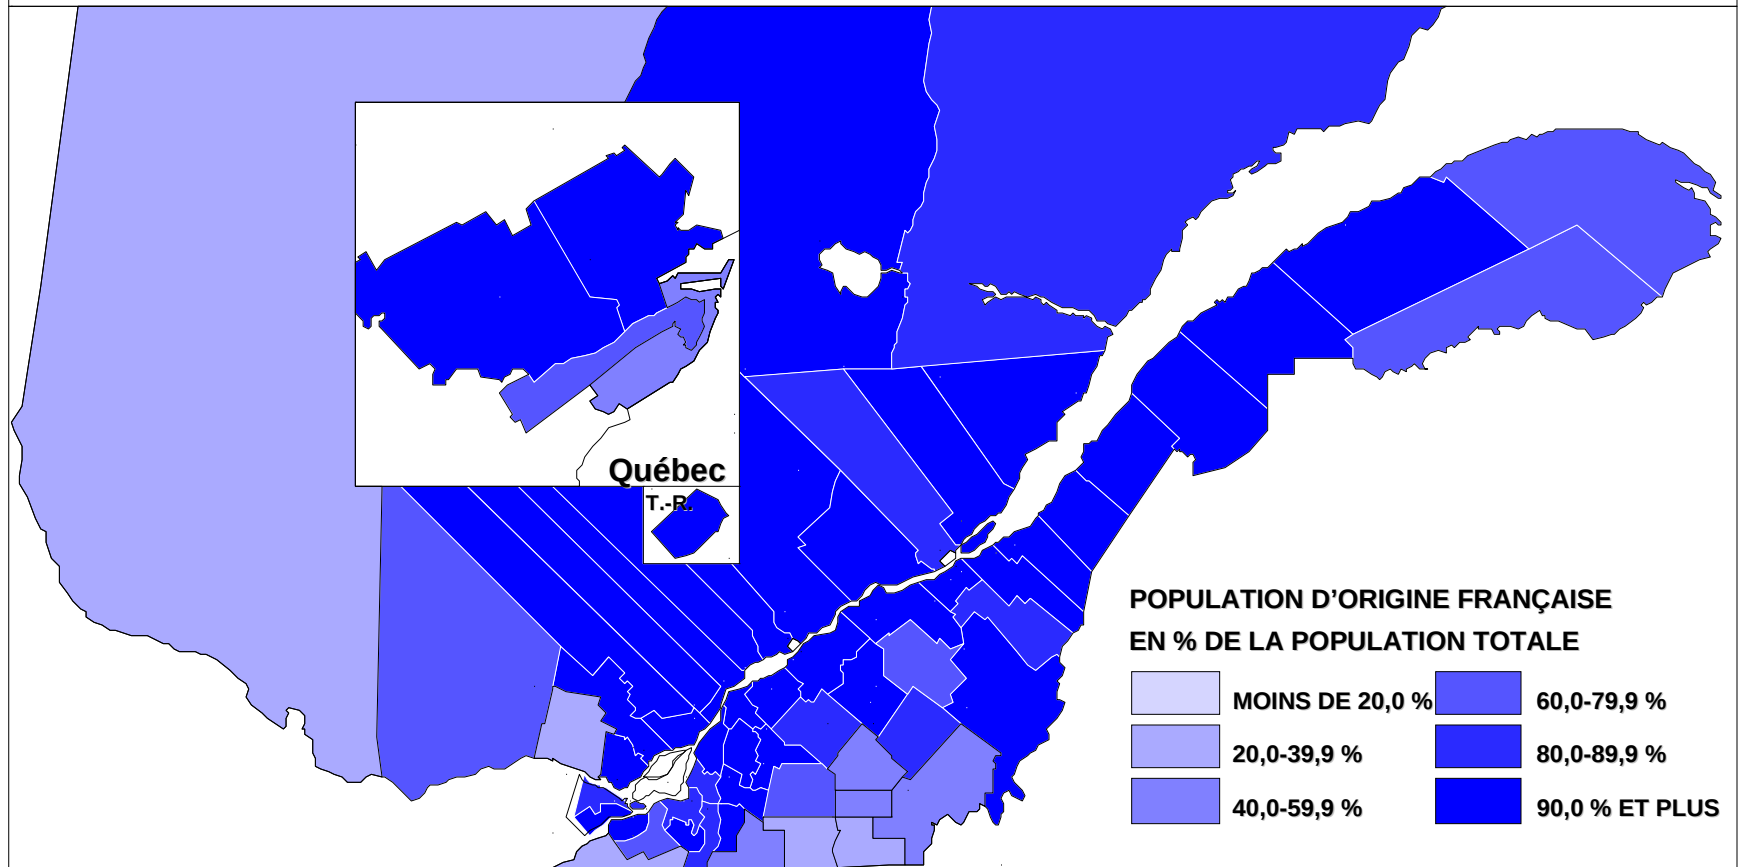 Québec
T.-R.
POPULATION D’ORIGINE FRANÇAISE
EN % DE LA POPULATION TOTALE
MOINS DE 20,0 %
20,0-39,9 %
40,0-59,9 %
60,0-79,9 %
80,0-89,9 %
90,0 % ET PLUS